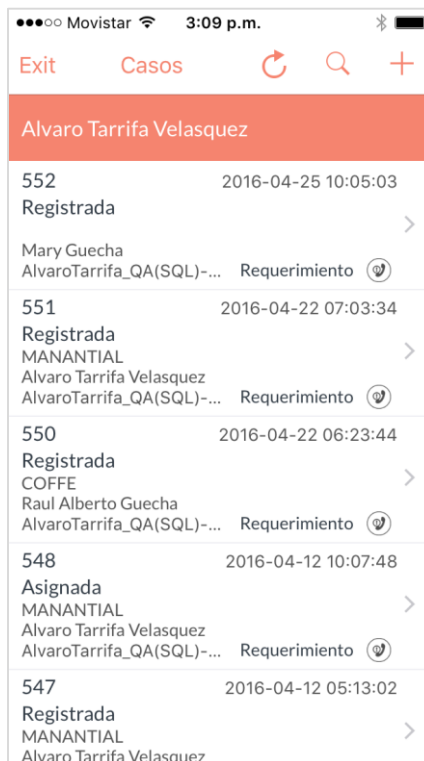 Movistar 3:09 p.m.
Exit Casos
Alvaro Tarrifa Velasquez
552 2016-04-25 10:05:03
Registrada
Mary Guecha
AlvaroTarrifa_QA(SQL)-... Requerimiento
551 2016-04-22 07:03:34
Registrada
MANANTIAL
Alvaro Tarrifa Velasquez
AlvaroTarrifa_QA(SQL)-... Requerimiento
550 2016-04-22 06:23:44
Registrada
COFFE
Raul Alberto Guecha
AlvaroTarrifa_QA(SQL)-... Requerimiento
548 2016-04-12 10:07:48
Asignada
MANANTIAL
Alvaro Tarrifa Velasquez
AlvaroTarrifa_QA(SQL)-... Requerimiento
547 2016-04-12 05:13:02
Registrada
MANANTIAL
Alvaro Tarrifa Velasquez